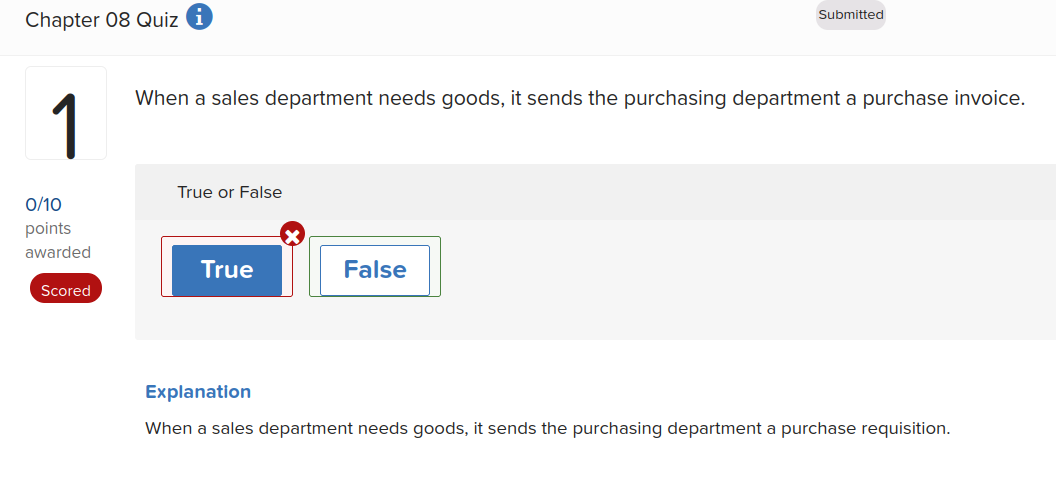 Chapter 08 Quiz i
Submitted
1
When a sales department needs goods, it sends the purchasing department a purchase invoice.
True or False
0/10
points
awarded
Scored
True
False
Explanation
When a sales department needs goods, it sends the purchasing department a purchase requisition.